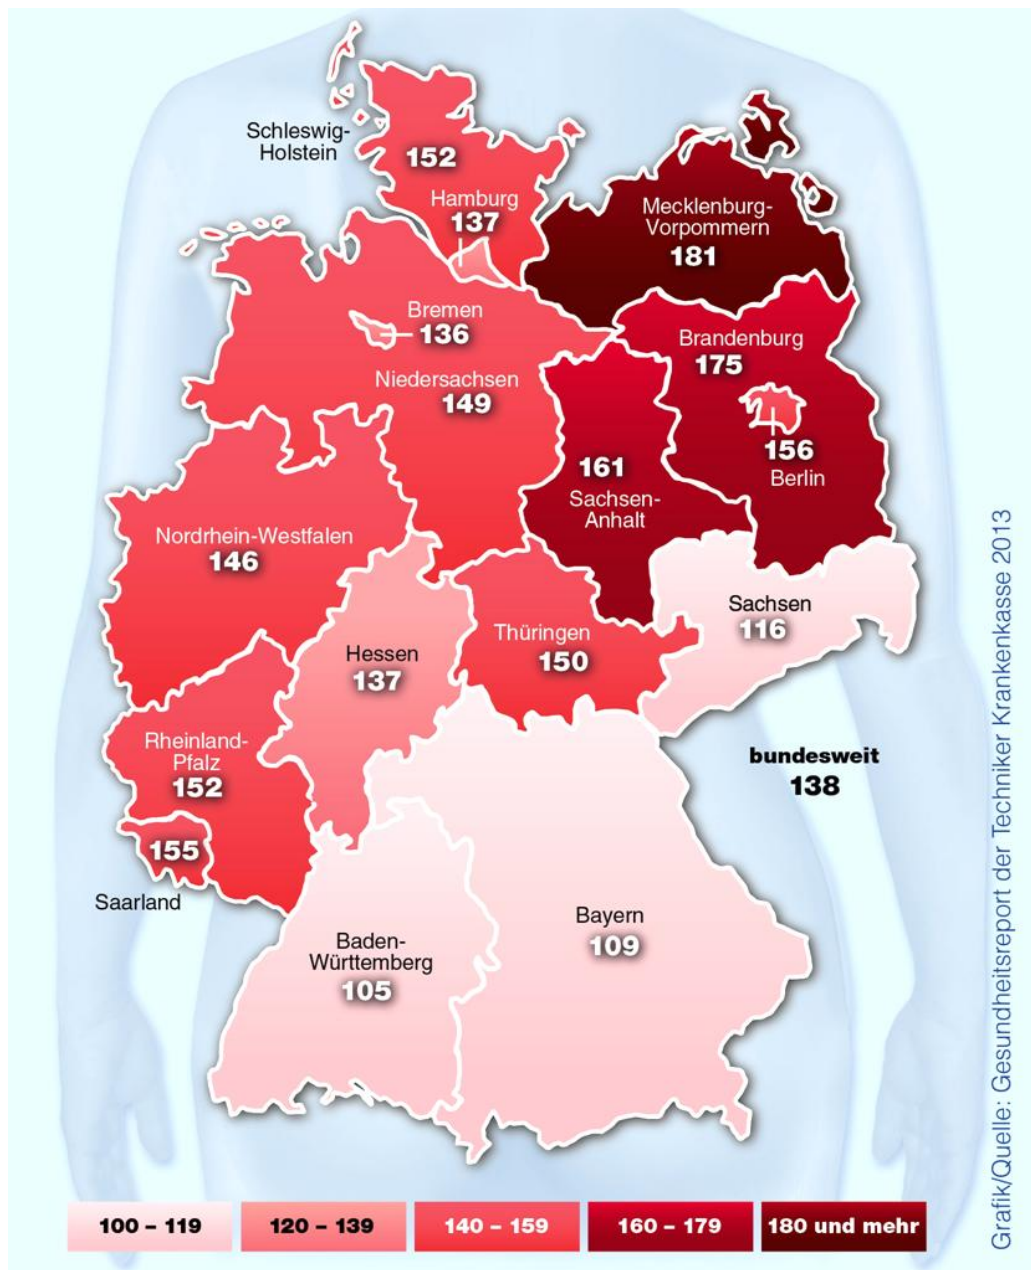 Schleswig-
Holstein
152
Hamburg
137
Mecklenburg-
Vorpommern
181
Bremen
136
Brandenburg
175
Niedersachsen
149
156
Berlin
161
Sachsen-
Anhalt
Nordrhein-Westfalen
146
Sachsen
116
Thüringen
150
Hessen
137
Rheinland-
Pfalz
152
bundesweit
138
155
Saarland
Bayern
109
Baden-
Württemberg
105
100 – 119
120 – 139
140 – 159
160 – 179
180 und mehr
Grafik/Quelle: Gesundheitsreport der Techniker Krankenkasse 2013